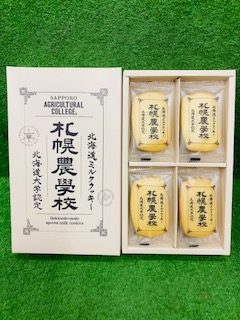 SAPPORO
AGRICULTURAL
COLLEGE.
北海道ミルククッキー
札幌農學校
北海道大学認定
Hokkaido-made
special milk cookies
札幌農學校
札幌農學校
札幌農學校
札幌農學校